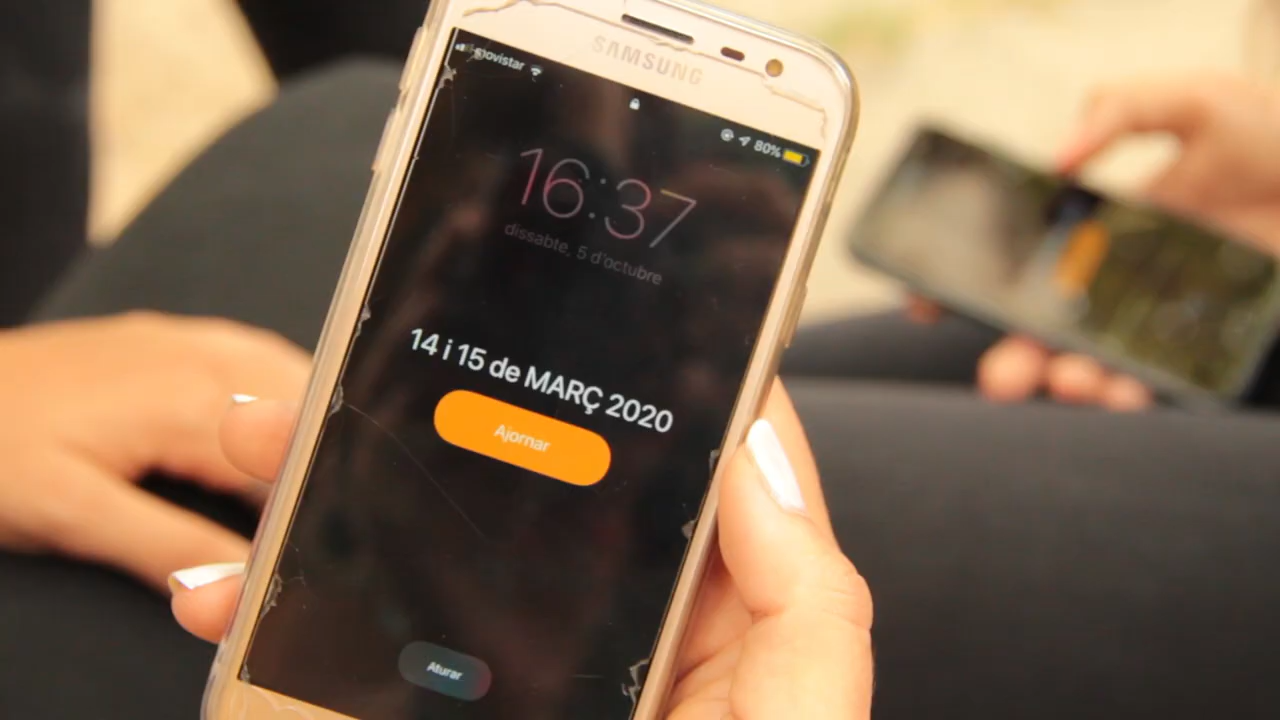 SAMSUNG
movistar
80%
16:37
dissabte, 5 d'octubre
14 i 15 de MARÇ 2020
Ajornar
Aturar